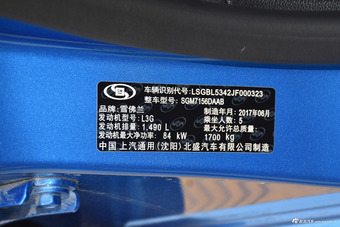 车辆识别代号: LSGBL5342JF000323
整车型号: SGM7156DAAB
品牌: 雪佛兰 制造年月: 2017年06月
发动机型号: L3G 乘坐人数: 5
发动机排量: 1.490 L 最大允许总质量
发动机最大净功率: 84 kW 1700 kg
中国 上汽通用(沈阳)北盛汽车有限公司制造